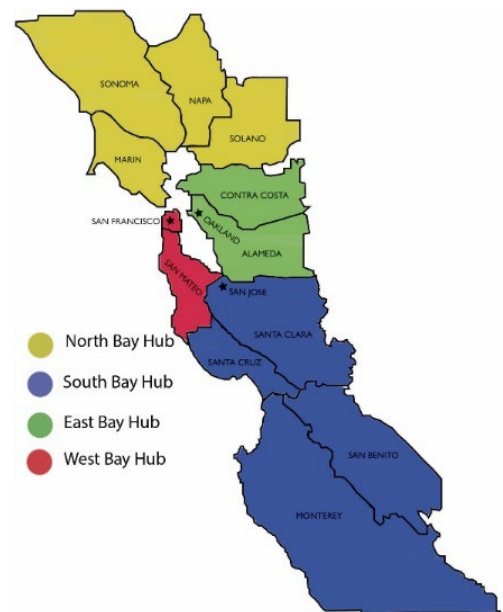 SONOMA
NAPA
SOLANO
MARIN
CONTRA COSTA
SAN FRANCISCO
OAKLAND
ALAMEDA
SAN MATEO
SAN JOSE
SANTA CLARA
SANTA CRUZ
North Bay Hub
South Bay Hub
East Bay Hub
West Bay Hub
SAN BENITO
MONTEREY